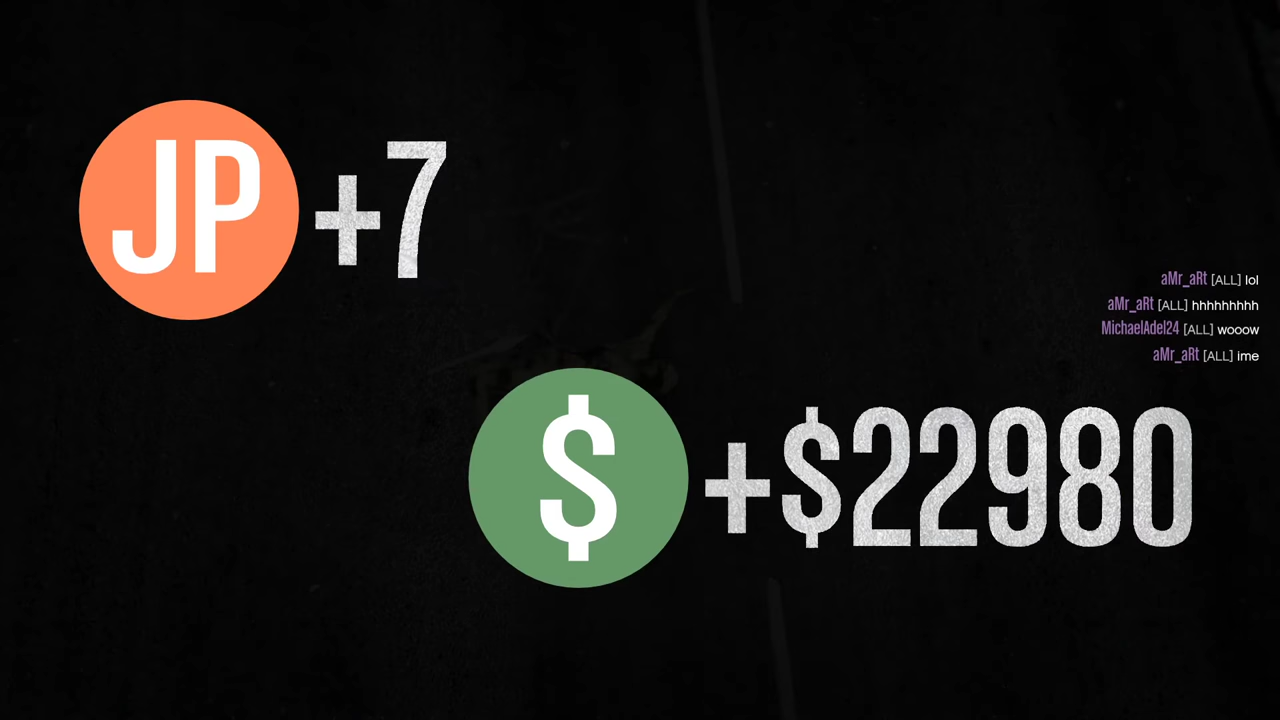 JP +7
aMr_aRt [ALL] lol
aMr_aRt [ALL] hhhhhhhhh
MichaelAdel24 [ALL] wooow
aMr_aRt [ALL] ime
$ +$22980